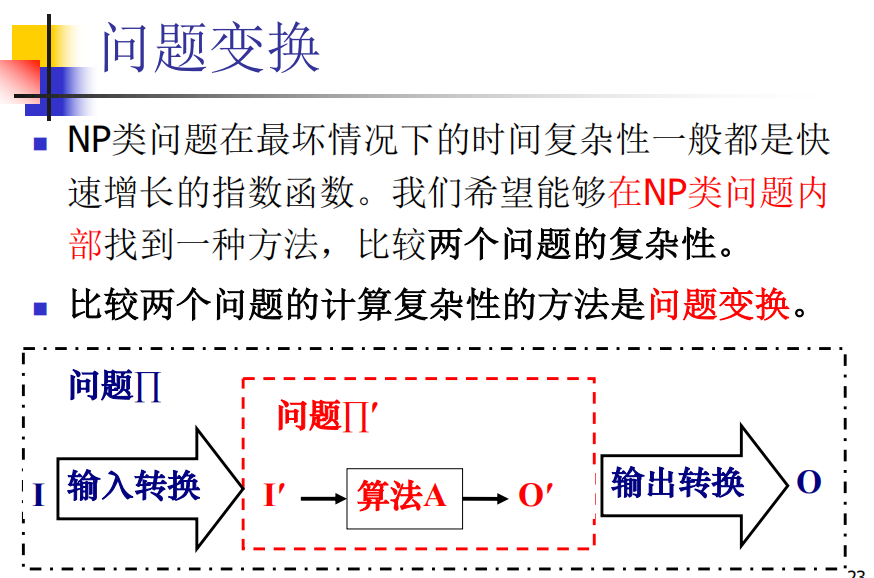 问题变换
NP类问题在最坏情况下的时间复杂性一般都是快
速增长的指数函数。我们希望能够在NP类问题内
部找到一种方法，比较两个问题的复杂性。
比较两个问题的计算复杂性的方法是问题变换。
问题∏
问题∏′
I
输入转换
I′
算法A
O′
输出转换
O
23